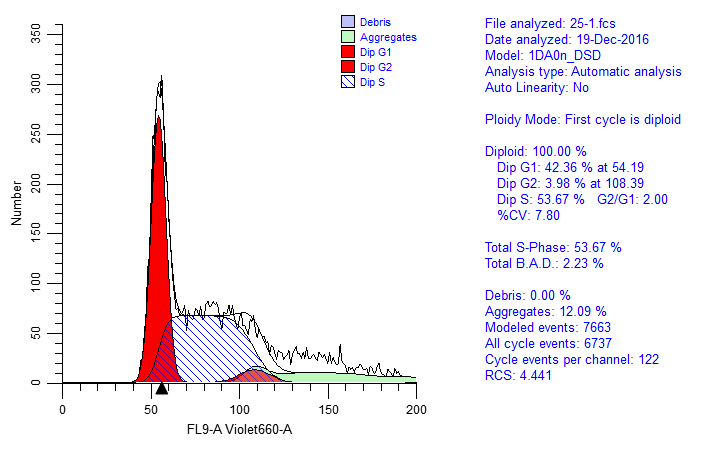 Debris
Aggregates
Dip G1
Dip G2
Dip S
350
300
250
200
150
100
50
0
Number
0
50
100
150
200
FL9-A Violet660-A
File analyzed: 25-1.fcs
Date analyzed: 19-Dec-2016
Model: 1DA0n_DSD
Analysis type: Automatic analysis
Auto Linearity: No
Ploidy Mode: First cycle is diploid
Diploid: 100.00 %
Dip G1: 42.36 % at 54.19
Dip G2: 3.98 % at 108.39
Dip S: 53.67 % G2/G1: 2.00
%CV: 7.80
Total S-Phase: 53.67 %
Total B.A.D.: 2.23 %
Debris: 0.00 %
Aggregates: 12.09 %
Modeled events: 7663
All cycle events: 6737
Cycle events per channel: 122
RCS: 4.441